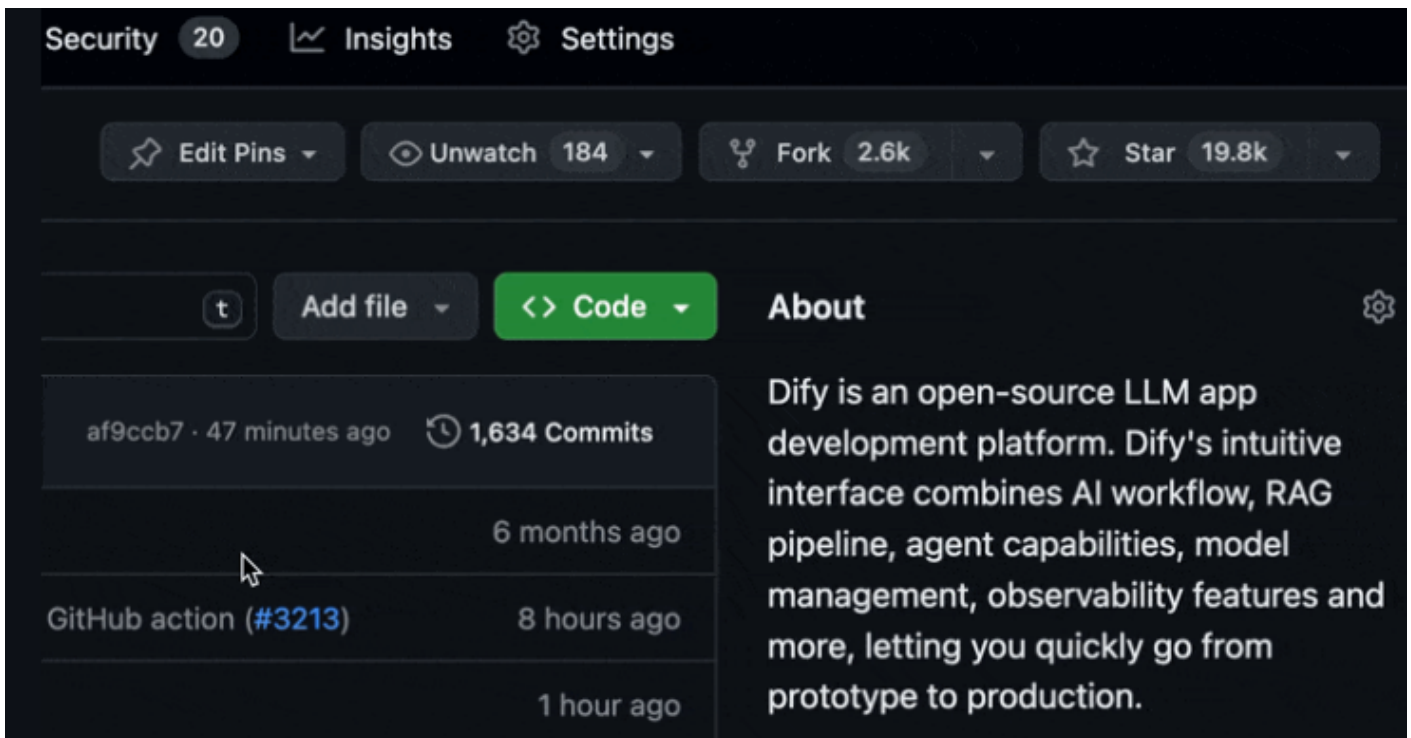 Security 20 Insights Settings
Edit Pins Unwatch 184 Fork 2.6k Star 19.8k
t Add file <> Code
af9ccb7 · 47 minutes ago 1,634 Commits
6 months ago
GitHub action (#3213) 8 hours ago
1 hour ago
About
Dify is an open-source LLM app
development platform. Dify's intuitive
interface combines AI workflow, RAG
pipeline, agent capabilities, model
management, observability features and
more, letting you quickly go from
prototype to production.